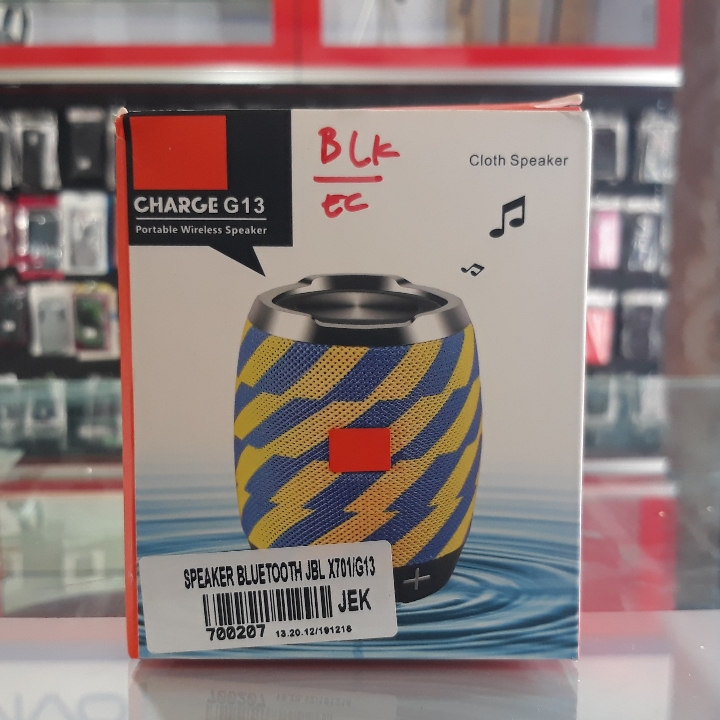 BLK
EC
Cloth Speaker
CHARGE G13
Portable Wireless Speaker
SPEAKER BLUETOOTH JBL X701/G13
JEK
700207 13.20.12/191216